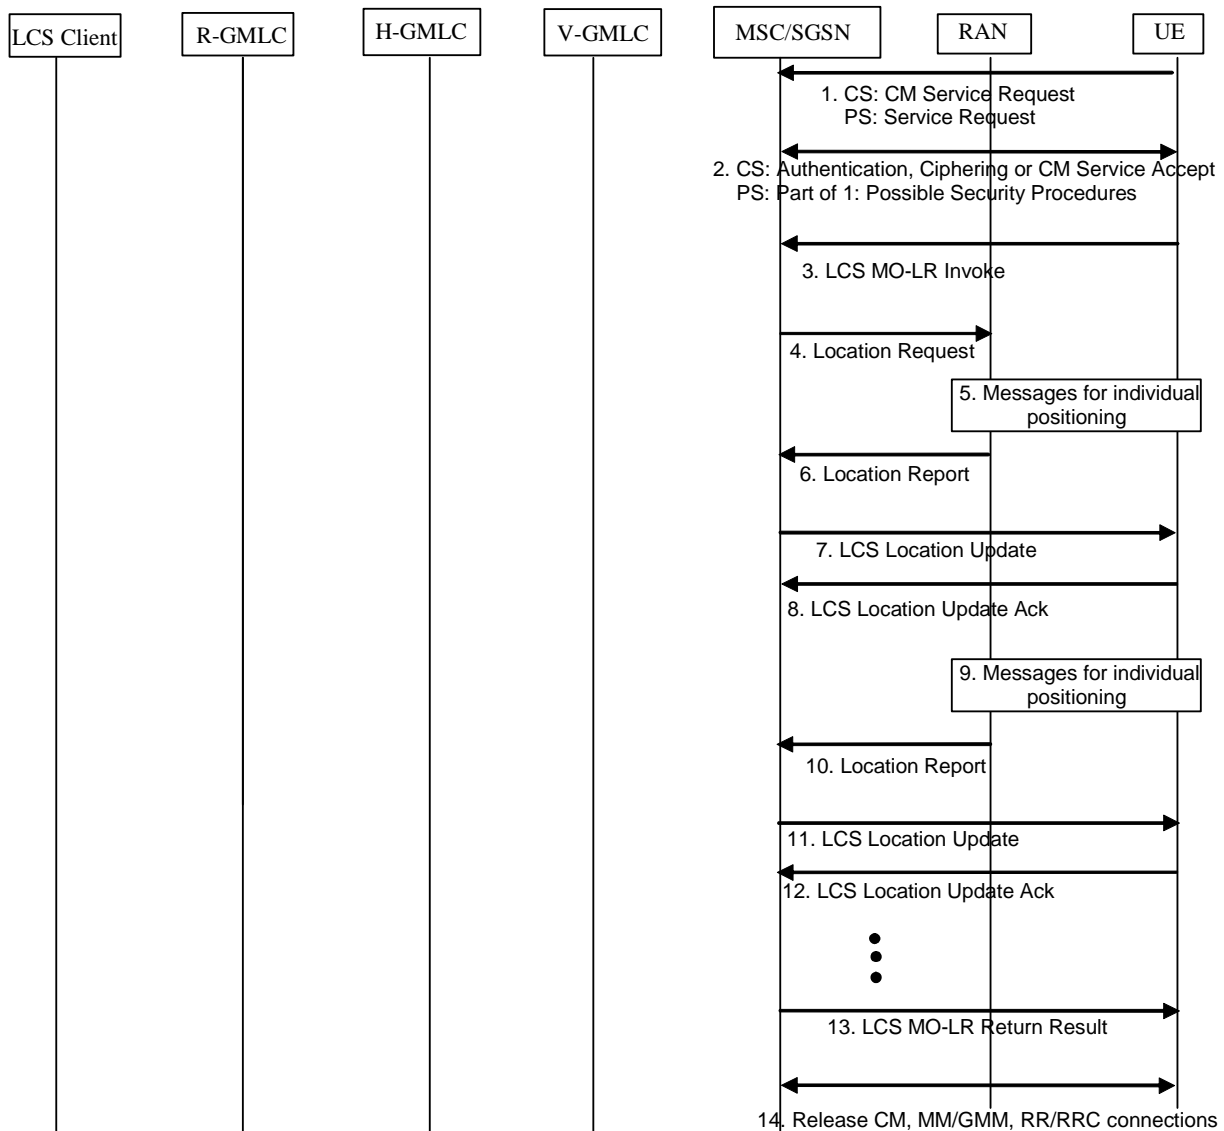 LCS Client
R-GMLC
H-GMLC
V-GMLC
MSC/SGSN
RAN
UE
1. CS: CM Service Request
PS: Service Request
2. CS: Authentication, Ciphering or CM Service Accept
PS: Part of 1: Possible Security Procedures
3. LCS MO-LR Invoke
4. Location Request
5. Messages for individual
positioning
6. Location Report
7. LCS Location Update
8. LCS Location Update Ack
9. Messages for individual
positioning
10. Location Report
11. LCS Location Update
12. LCS Location Update Ack
13. LCS MO-LR Return Result
14. Release CM, MM/GMM, RR/RRC connections